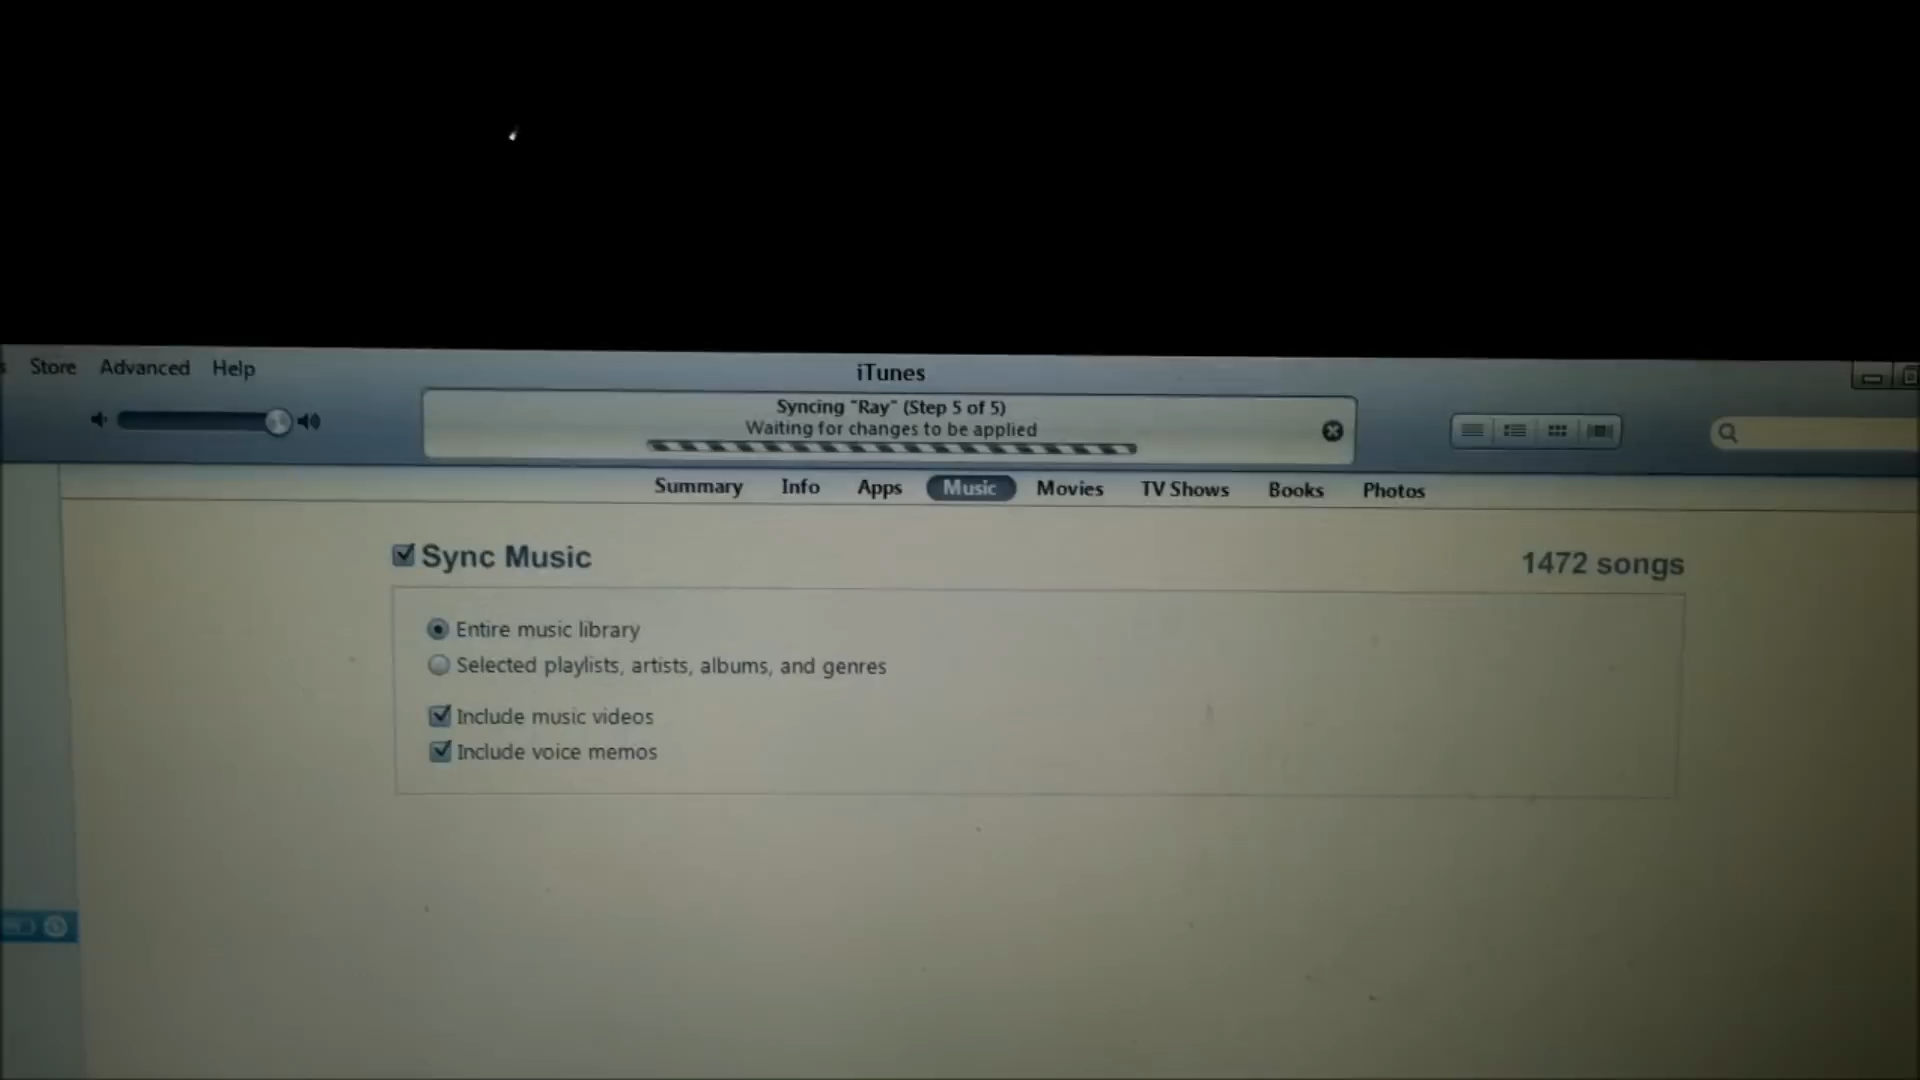 Store Advanced Help
iTunes
Syncing "Ray" (Step 5 of 5)
Waiting for changes to be applied
Summary Info Apps Music Movies TV Shows Books Photos
Sync Music
1472 songs
Entire music library
Selected playlists, artists, albums, and genres
Include music videos
Include voice memos